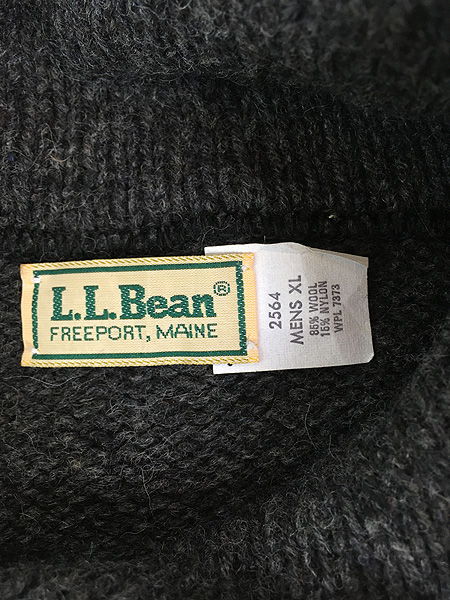 L.L.Bean®
FREEPORT, MAINE
2564
MENS XL
85% WOOL
15% NYLON
WPL 7373